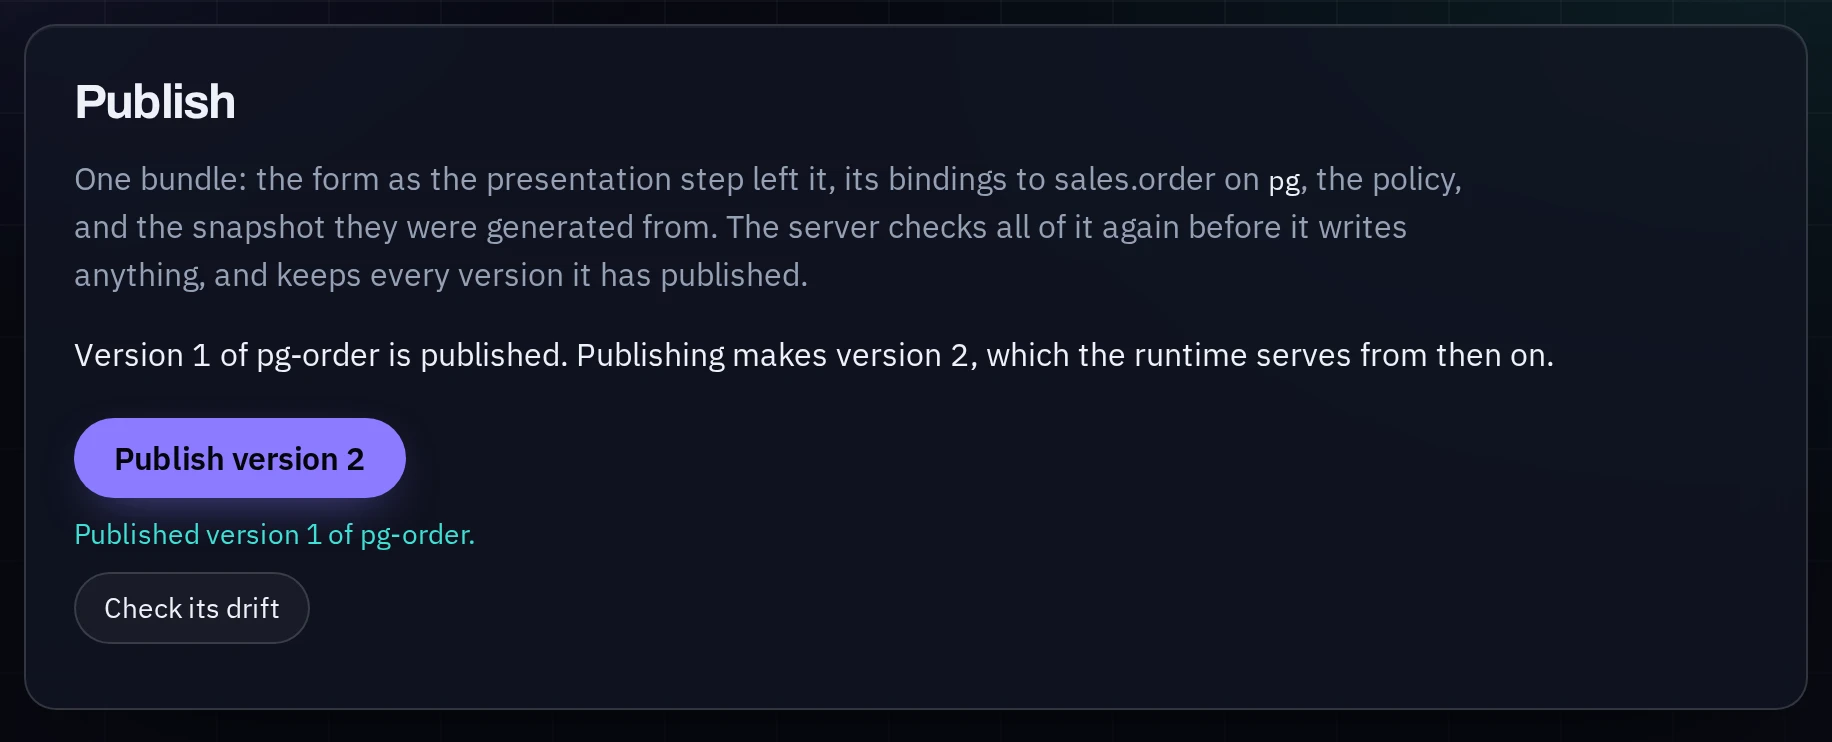 Publish
One bundle: the form as the presentation step left it, its bindings to sales.order on pg, the policy,
and the snapshot they were generated from. The server checks all of it again before it writes
anything, and keeps every version it has published.
Version 1 of pg-order is published. Publishing makes version 2, which the runtime serves from then on.
Publish version 2
Published version 1 of pg-order.
Check its drift